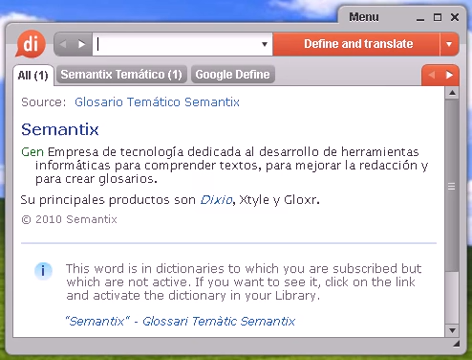 Menu
di
Define and translate
All (1)
Semantix Temático (1)
Google Define
Source: Glosario Temático Semantix
Semantix
Gen Empresa de tecnología dedicada al desarrollo de herramientas
informáticas para comprender textos, para mejorar la redacción y
para crear glosarios.
Su principales producton son Dixio, Xtyle y Gloxr.
© 2010 Semantix
i
This word is in dictionaries to which you are subscribed but
which are not active. If you want to see it, click on the link
and activate the dictionary in your Library.
"Semantix" - Glossari Temàtic Semantix